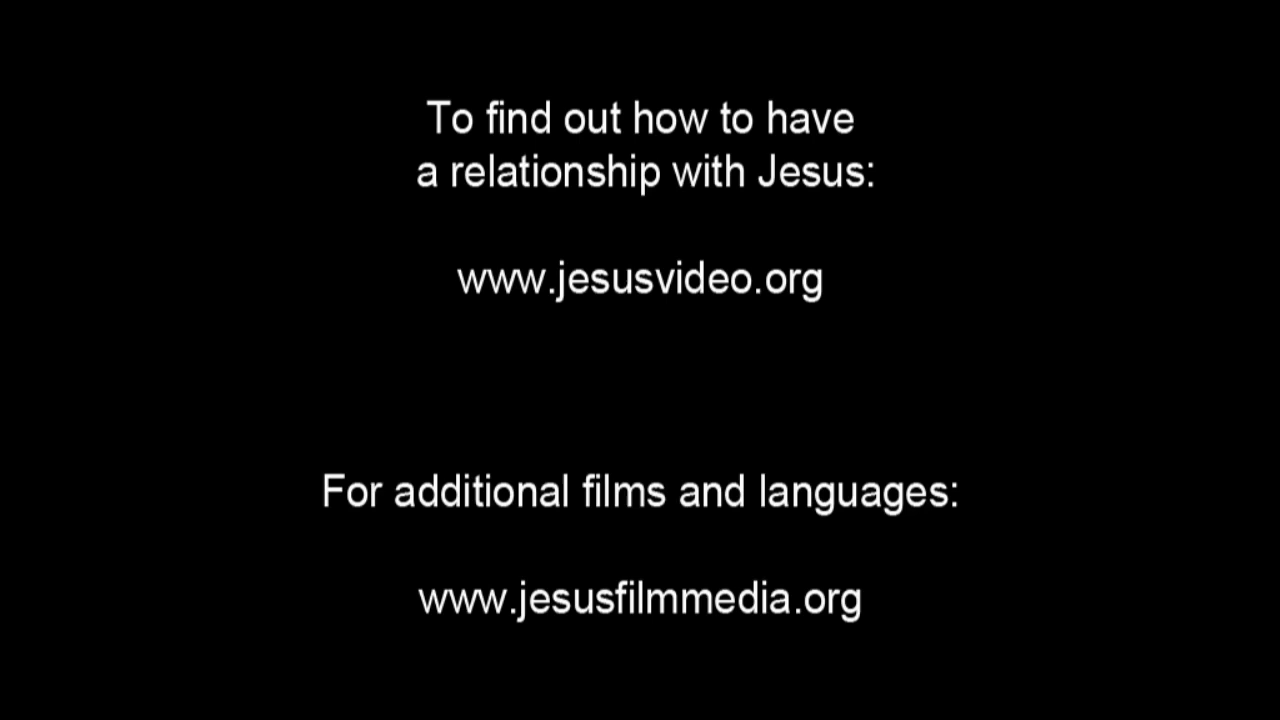 To find out how to have
a relationship with Jesus:
www.jesusvideo.org
For additional films and languages:
www.jesusfilmmedia.org